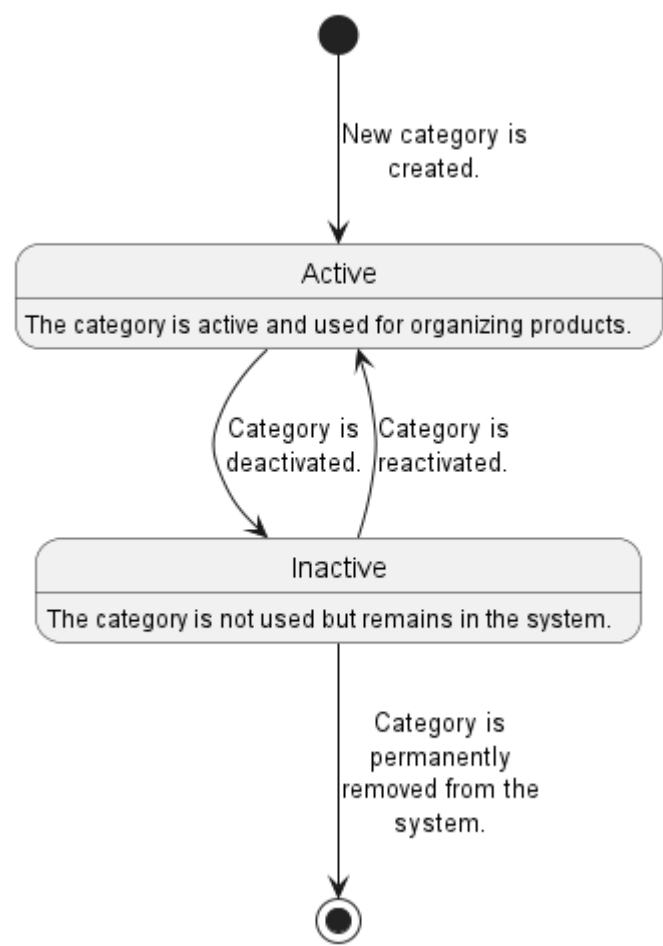 New category is
created.
Active
The category is active and used for organizing products.
Category is
deactivated.
Category is
reactivated.
Inactive
The category is not used but remains in the system.
Category is
permanently
removed from the
system.